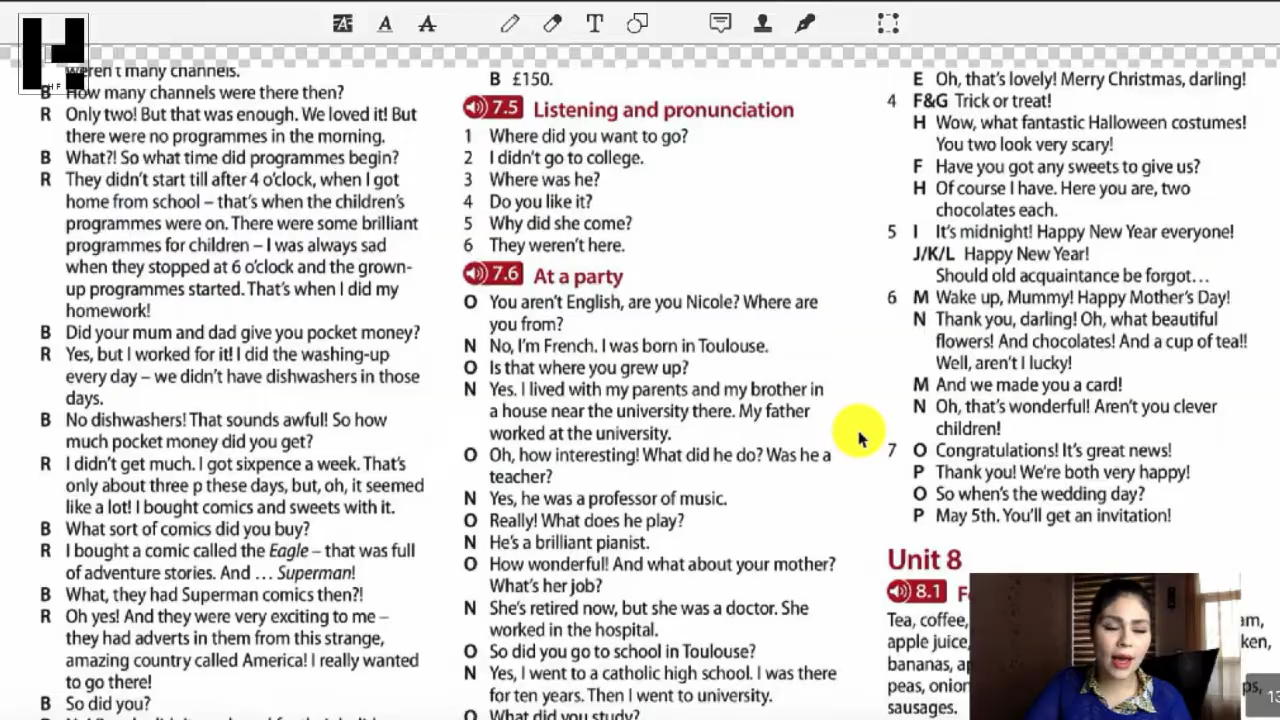 weren't many channels.
B How many channels were there then?
R Only two! But that was enough. We loved it! But
there were no programmes in the morning.
B What?! So what time did programmes begin?
R They didn't start till after 4 o'clock, when I got
home from school – that's when the children's
programmes were on. There were some brilliant
programmes for children – I was always sad
when they stopped at 6 o'clock and the grown-
up programmes started. That's when I did my
homework!
B Did your mum and dad give you pocket money?
R Yes, but I worked for it! I did the washing-up
every day – we didn't have dishwashers in those
days.
B No dishwashers! That sounds awful! So how
much pocket money did you get?
R I didn't get much. I got sixpence a week. That's
only about three p these days, but, oh, it seemed
like a lot! I bought comics and sweets with it.
B What sort of comics did you buy?
R I bought a comic called the Eagle – that was full
of adventure stories. And … Superman!
B What, they had Superman comics then?!
R Oh yes! And they were very exciting to me –
they had adverts in them from this strange,
amazing country called America! I really wanted
to go there!
B So did you?
B £150.
7.5 Listening and pronunciation
1 Where did you want to go?
2 I didn't go to college.
3 Where was he?
4 Do you like it?
5 Why did she come?
6 They weren't here.
7.6 At a party
O You aren't English, are you Nicole? Where are
you from?
N No, I'm French. I was born in Toulouse.
O Is that where you grew up?
N Yes. I lived with my parents and my brother in
a house near the university there. My father
worked at the university.
O Oh, how interesting! What did he do? Was he a
teacher?
N Yes, he was a professor of music.
O Really! What does he play?
N He's a brilliant pianist.
O How wonderful! And what about your mother?
What's her job?
N She's retired now, but she was a doctor. She
worked in the hospital.
O So did you go to school in Toulouse?
N Yes, I went to a catholic high school. I was there
for ten years. Then I went to university.
O What did you study?
E Oh, that's lovely! Merry Christmas, darling!
4 F&G Trick or treat!
H Wow, what fantastic Halloween costumes!
You two look very scary!
F Have you got any sweets to give us?
H Of course I have. Here you are, two
chocolates each.
5 I It's midnight! Happy New Year everyone!
J/K/L Happy New Year!
Should old acquaintance be forgot…
6 M Wake up, Mummy! Happy Mother's Day!
N Thank you, darling! Oh, what beautiful
flowers! And chocolates! And a cup of tea!!
Well, aren't I lucky!
M And we made you a card!
N Oh, that's wonderful! Aren't you clever
children!
7 O Congratulations! It's great news!
P Thank you! We're both very happy!
O So when's the wedding day?
P May 5th. You'll get an invitation!
Unit 8
8.1
Tea, coffee,
apple juice,
bananas,
peas,
sausages.